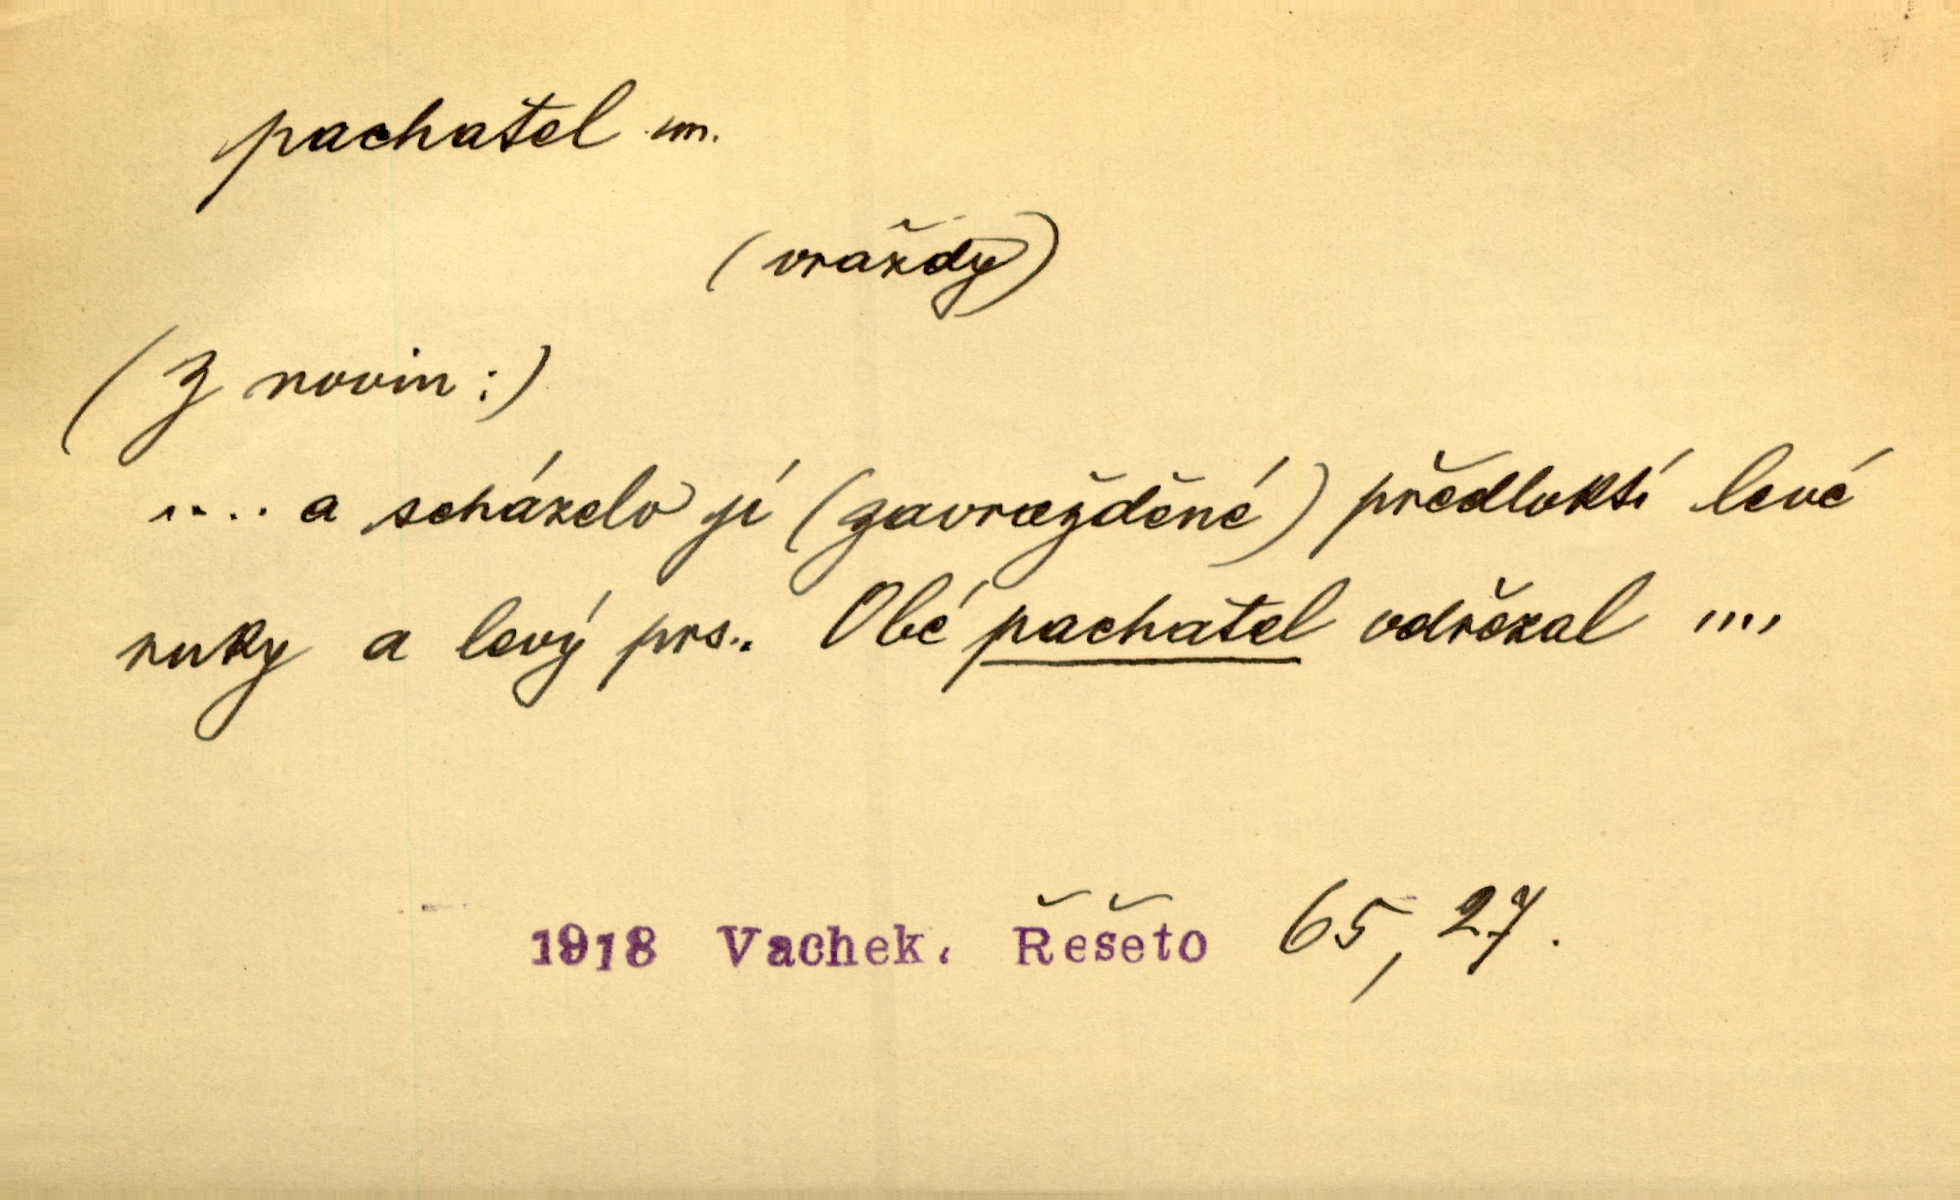 pachatel m.
(vraždy)
(Z novin:)
.... a scházelo jí (zavražděné) předloktí levé
ruky a levý prs.. Obé pachatel odřezal ....
1918 Vachek. Řešeto 65, 27.